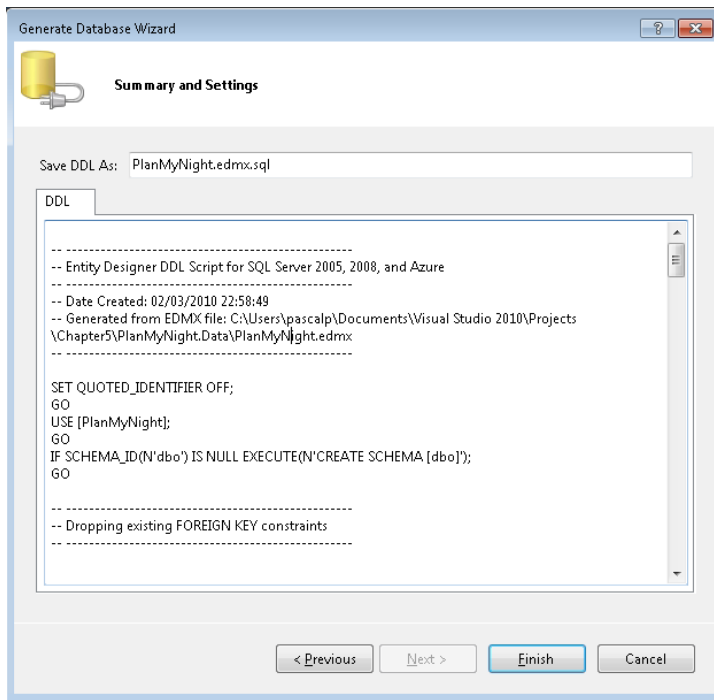 Generate Database Wizard
Summary and Settings
Save DDL As: PlanMyNight.edmx.sql
DDL
-- --------------------------------------------------
-- Entity Designer DDL Script for SQL Server 2005, 2008, and Azure
-- --------------------------------------------------
-- Date Created: 02/03/2010 22:58:49
-- Generated from EDMX file: C:\Users\pascalp\Documents\Visual Studio 2010\Projects
\Chapter5\PlanMyNight.Data\PlanMyNight.edmx
-- --------------------------------------------------
SET QUOTED_IDENTIFIER OFF;
GO
USE [PlanMyNight];
GO
IF SCHEMA_ID(N'dbo') IS NULL EXECUTE(N'CREATE SCHEMA [dbo]');
GO
-- --------------------------------------------------
-- Dropping existing FOREIGN KEY constraints
-- --------------------------------------------------
< Previous Next > Finish Cancel